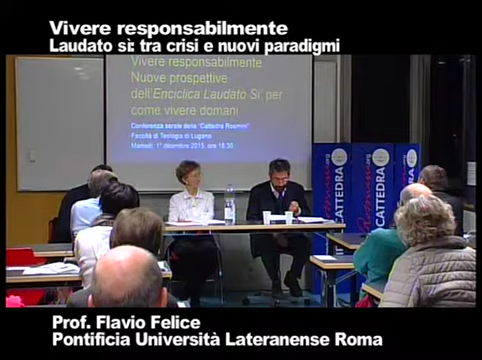 Vivere responsabilmente
Laudato sì: tra crisi e nuovi paradigmi
Vivere responsabilmente.
Nuove prospettive
dell'Enciclica Laudato Si' per
come vivere domani
Conferenza serale della "Cattedra Rosmini"
Facoltà di Teologia di Lugano
Martedì, 1° dicembre 2015, ore 18.30
CATTEDRA
CATTEDRA
Prof. Flavio Felice
Pontificia Università Lateranense Roma